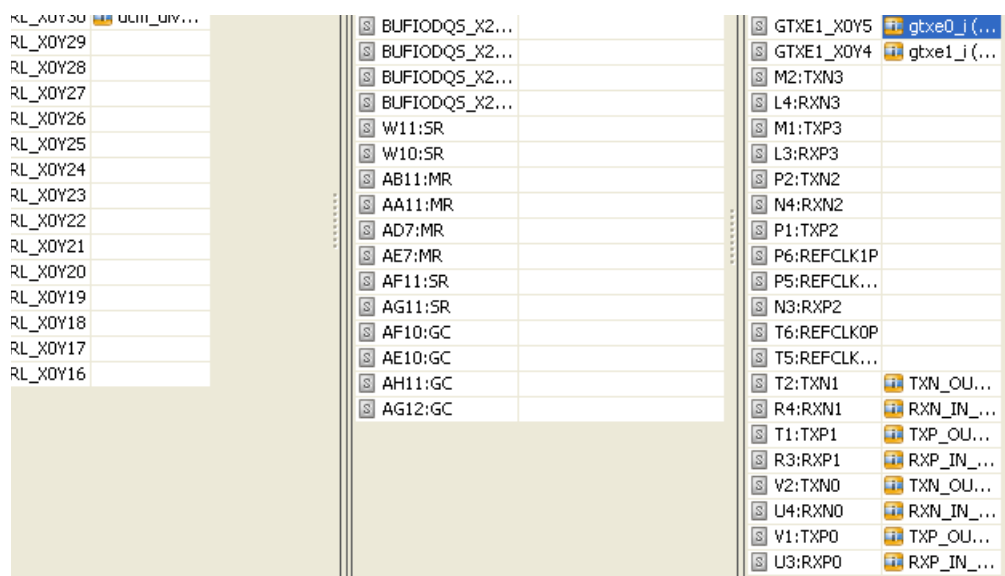 RL_X0Y30 dcm_div...
RL_X0Y29
RL_X0Y28
RL_X0Y27
RL_X0Y26
RL_X0Y25
RL_X0Y24
RL_X0Y23
RL_X0Y22
RL_X0Y21
RL_X0Y20
RL_X0Y19
RL_X0Y18
RL_X0Y17
RL_X0Y16
BUFIODQS_X2...
BUFIODQS_X2...
BUFIODQS_X2...
BUFIODQS_X2...
W11:SR
W10:SR
AB11:MR
AA11:MR
AD7:MR
AE7:MR
AF11:SR
AG11:SR
AF10:GC
AE10:GC
AH11:GC
AG12:GC
GTXE1_X0Y5 gtxe0_i (...
GTXE1_X0Y4 gtxe1_i (...
M2:TXN3
L4:RXN3
M1:TXP3
L3:RXP3
P2:TXN2
N4:RXN2
P1:TXP2
P6:REFCLK1P
P5:REFCLK...
N3:RXP2
T6:REFCLK0P
T5:REFCLK...
T2:TXN1 TXN_OU...
R4:RXN1 RXN_IN_...
T1:TXP1 TXP_OU...
R3:RXP1 RXP_IN_...
V2:TXN0 TXN_OU...
U4:RXN0 RXN_IN_...
V1:TXP0 TXP_OU...
U3:RXP0 RXP_IN_...